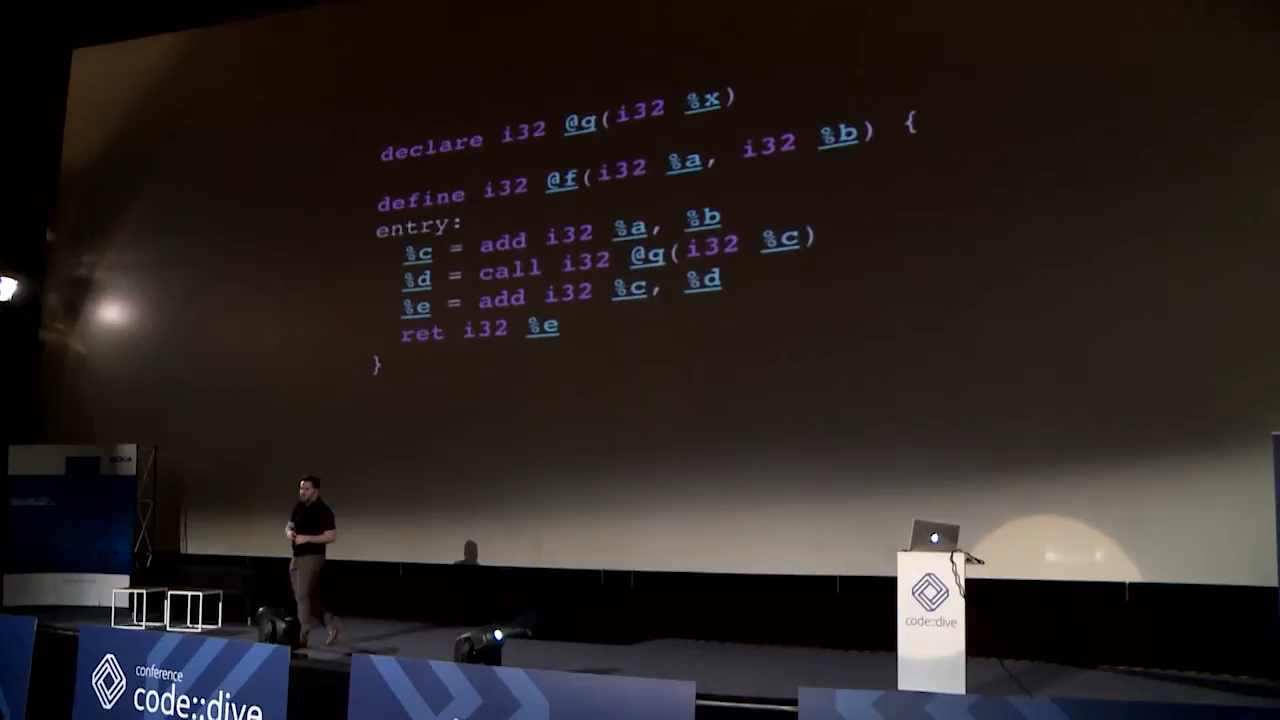 declare i32 @g(i32 %x)
define i32 @f(i32 %a, i32 %b) {
entry:
%c = add i32 %a, %b
%d = call i32 @g(i32 %c)
%e = add i32 %c, %d
ret i32 %e
}
NOKIA
code::dive
conference
code::dive